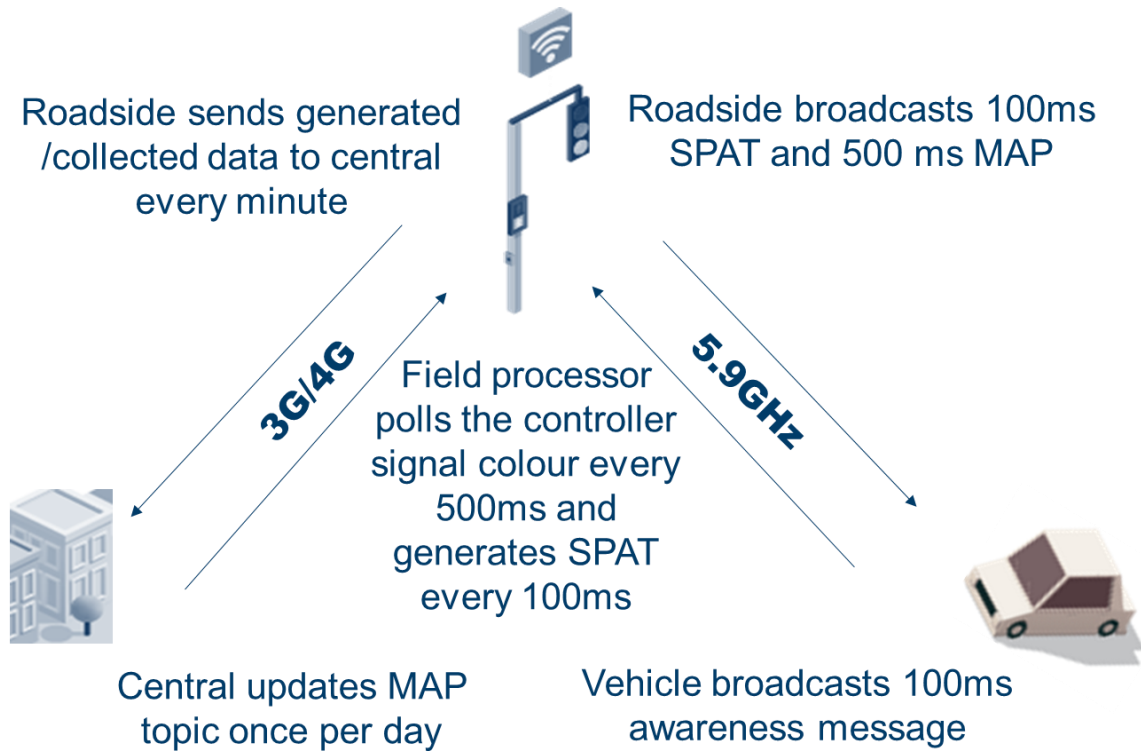 Roadside sends generated
/collected data to central
every minute
Roadside broadcasts 100ms
SPAT and 500 ms MAP
3G/4G
Field processor
polls the controller
signal colour every
500ms and
generates SPAT
every 100ms
5.9GHz
Central updates MAP
topic once per day
Vehicle broadcasts 100ms
awareness message